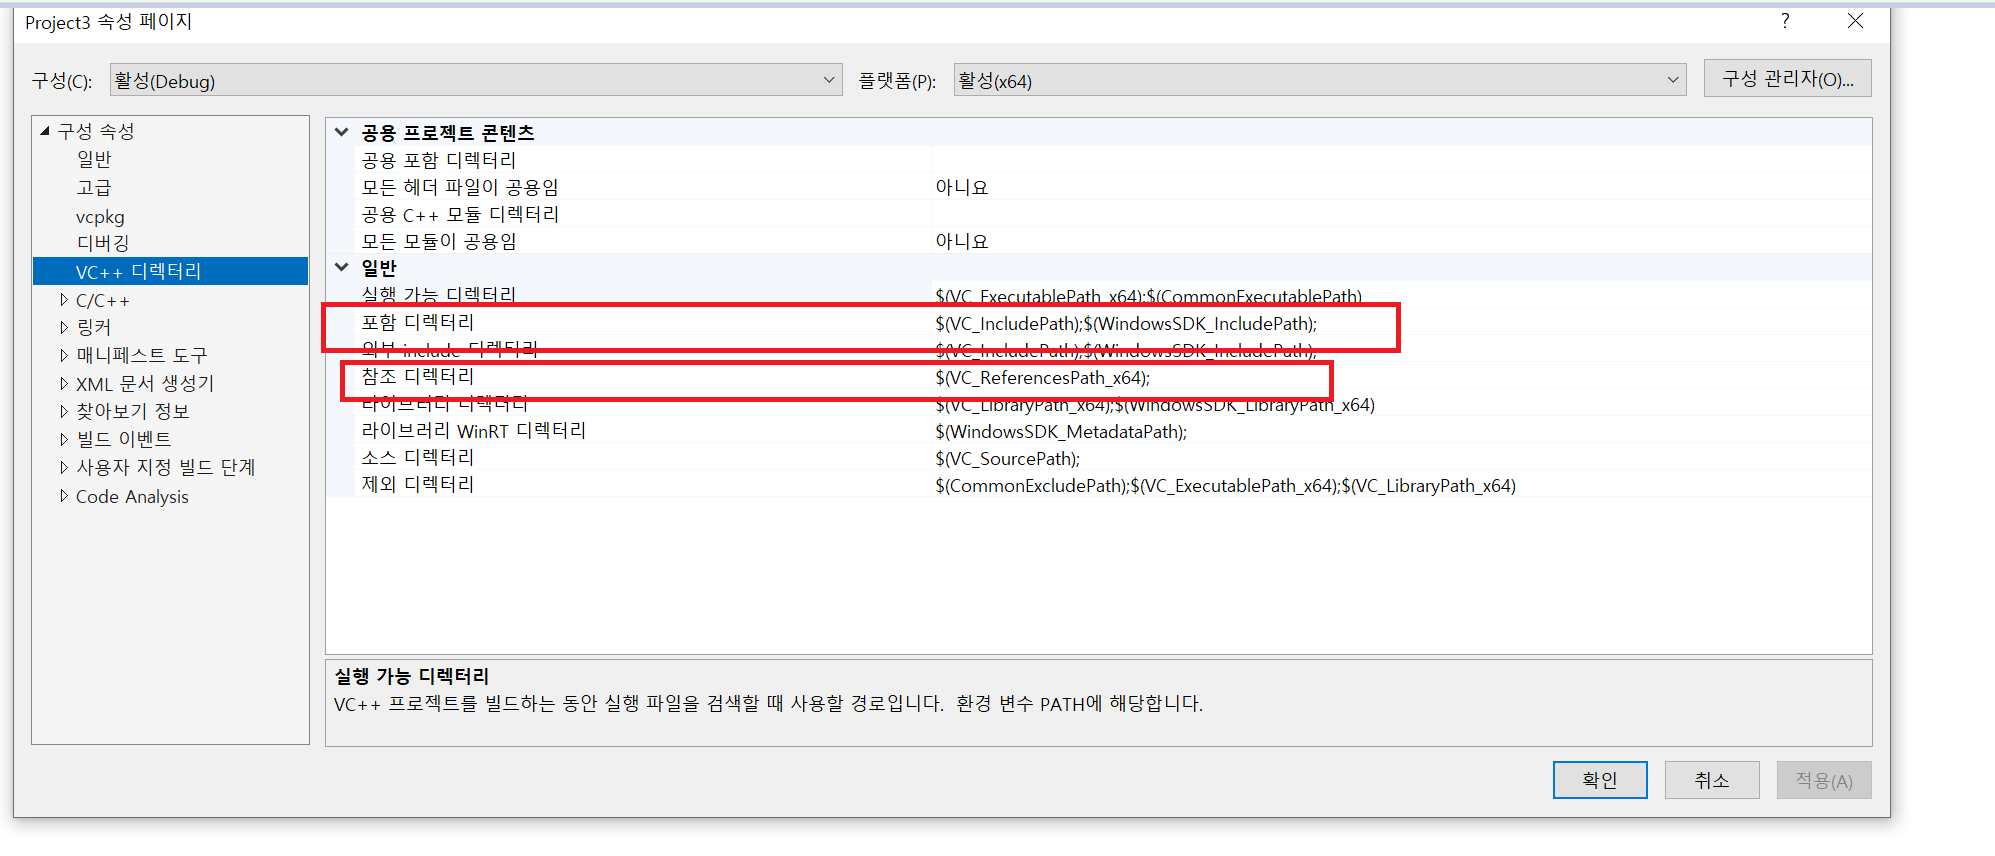 Project3 속성 페이지
?
구성(C):
활성(Debug)
플랫폼(P):
활성(x64)
구성 관리자(O)...
구성 속성
일반
고급
vcpkg
디버깅
VC++ 디렉터리
C/C++
링커
매니페스트 도구
XML 문서 생성기
찾아보기 정보
빌드 이벤트
사용자 지정 빌드 단계
Code Analysis
공용 프로젝트 콘텐츠
공용 포함 디렉터리
모든 헤더 파일이 공용임 아니요
공용 C++ 모듈 디렉터리
모든 모듈이 공용임 아니요
일반
실행 가능 디렉터리 $(VC_ExecutablePath_x64);$(CommonExecutablePath)
포함 디렉터리 $(VC_IncludePath);$(WindowsSDK_IncludePath);
외부 include 디렉터리 $(VC_IncludePath);$(WindowsSDK_IncludePath);
참조 디렉터리 $(VC_ReferencesPath_x64);
라이브러리 디렉터리 $(VC_LibraryPath_x64);$(WindowsSDK_LibraryPath_x64)
라이브러리 WinRT 디렉터리 $(WindowsSDK_MetadataPath);
소스 디렉터리 $(VC_SourcePath);
제외 디렉터리 $(CommonExcludePath);$(VC_ExecutablePath_x64);$(VC_LibraryPath_x64)
실행 가능 디렉터리
VC++ 프로젝트를 빌드하는 동안 실행 파일을 검색할 때 사용할 경로입니다.  환경 변수 PATH에 해당합니다.
확인
취소
적용(A)